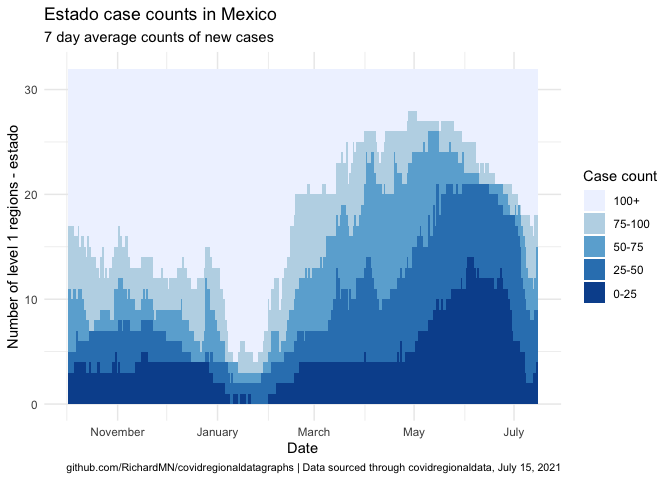 Estado case counts in Mexico
7 day average counts of new cases
Number of level 1 regions - estado
30
20
10
0
November
January
March
May
July
Date
Case count
100+
75-100
50-75
25-50
0-25
github.com/RichardMN/covidregionaldatagraphs | Data sourced through covidregionaldata, July 15, 2021